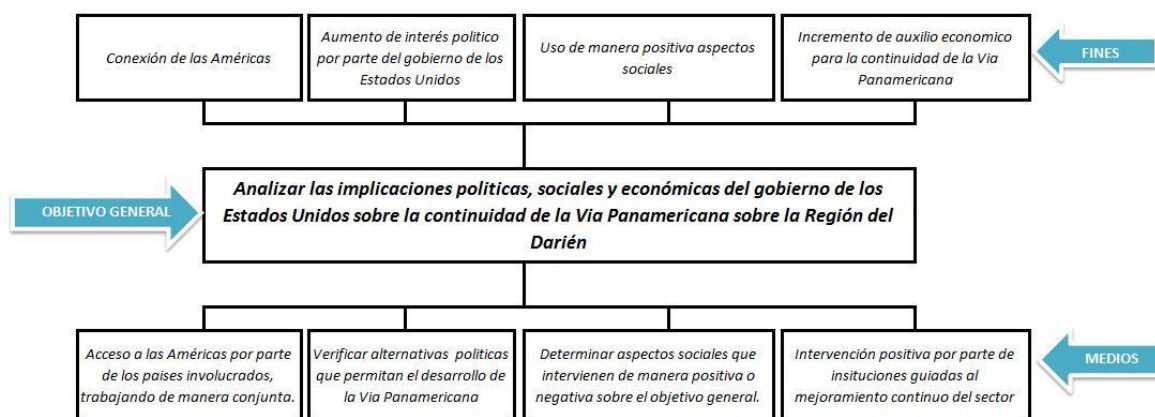 Conexión de las Américas
Aumento de interés politico
por parte del gobierno de los
Estados Unidos
Uso de manera positiva aspectos
sociales
Incremento de auxilio economico
para la continuidad de la Via
Panamericana
FINES
OBJETIVO GENERAL
Analizar las implicaciones politicas, sociales y económicas del gobierno de los
Estados Unidos sobre la continuidad de la Via Panamericana sobre la Región del
Darién
Acceso a las Américas por parte
de los paises involucrados,
trabajando de manera conjunta.
Verificar alternativas politicas
que permitan el desarrollo de
la Via Panamericana
Determinar aspectos sociales que
intervienen de manera positiva o
negativa sobre el objetivo general.
Intervención positiva por parte de
insituciones guiadas al
mejoramiento continuo del sector
MEDIOS